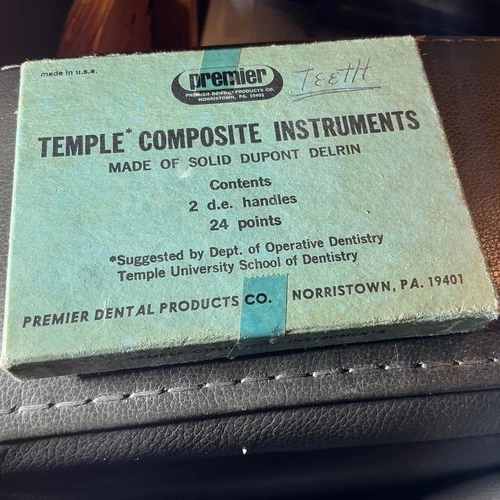 made in u.s.a.
premier
PREMIER DENTAL PRODUCTS CO.
NORRISTOWN, PA. 19401
TEETH
TEMPLE* COMPOSITE INSTRUMENTS
MADE OF SOLID DUPONT DELRIN
Contents
2 d.e. handles
24 points
*Suggested by Dept. of Operative Dentistry
Temple University School of Dentistry
PREMIER DENTAL PRODUCTS CO. NORRISTOWN, PA. 19401
INSTRUMENTS